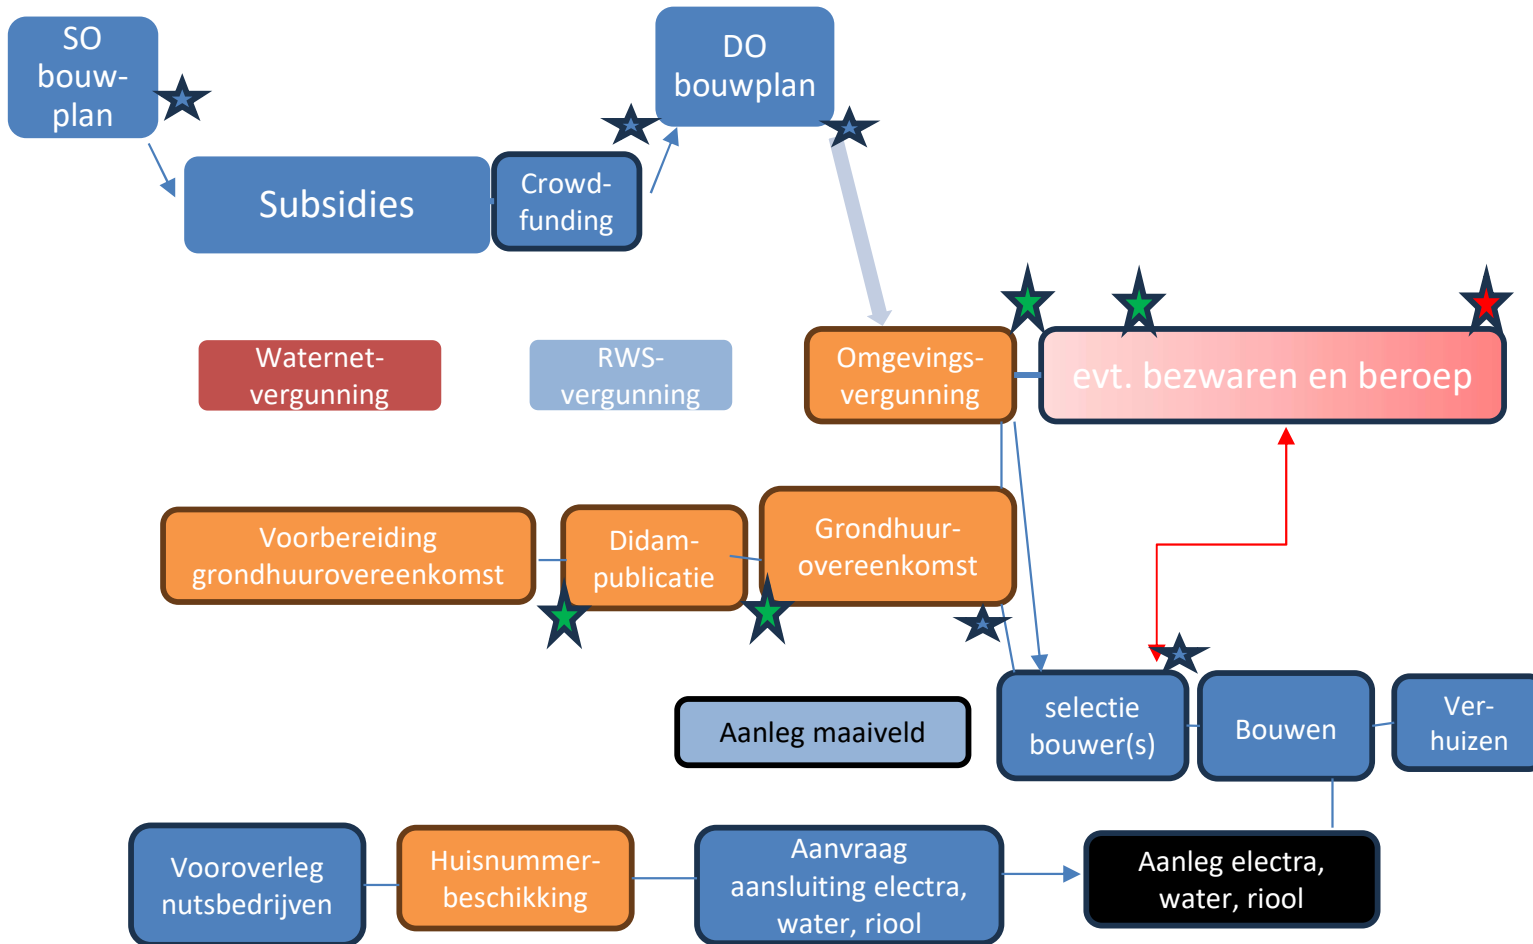 SO
bouw-
plan
DO
bouwplan
Subsidies
Crowd-
funding
Waternet-
vergunning
RWS-
vergunning
Omgevings-
vergunning
evt. bezwaren en beroep
Voorbereiding
grondhuurovereenkomst
Didam-
publicatie
Grondhuur-
overeenkomst
Aanleg maaiveld
selectie
bouwer(s)
Bouwen
Ver-
huizen
Vooroverleg
nutsbedrijven
Huisnummer-
beschikking
Aanvraag
aansluiting electra,
water, riool
Aanleg electra,
water, riool